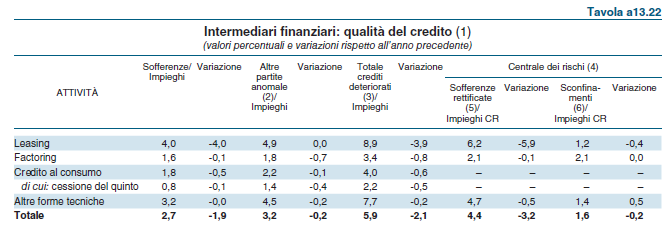 Tavola a13.22
Intermediari finanziari: qualità del credito (1)
(valori percentuali e variazioni rispetto all'anno precedente)
ATTIVITÀ Sofferenze/ Impieghi Variazione Altre partite anomale (2)/ Impieghi Variazione Totale crediti deteriorati (3)/ Impieghi Variazione Centrale dei rischi (4)
Sofferenze rettificate (5)/ Impieghi CR Variazione Sconfina- menti (6)/ Impieghi CR Variazione
Leasing 4,0 -4,0 4,9 0,0 8,9 -3,9 6,2 -5,9 1,2 -0,4
Factoring 1,6 -0,1 1,8 -0,7 3,4 -0,8 2,1 -0,1 2,1 0,0
Credito al consumo 1,8 -0,5 2,2 -0,1 4,0 -0,6 – – – –
di cui: cessione del quinto 0,8 -0,1 1,4 -0,4 2,2 -0,5 – – – –
Altre forme tecniche 3,2 -0,0 4,5 -0,2 7,7 -0,2 4,7 -0,5 1,4 0,5
Totale 2,7 -1,9 3,2 -0,2 5,9 -2,1 4,4 -3,2 1,6 -0,2